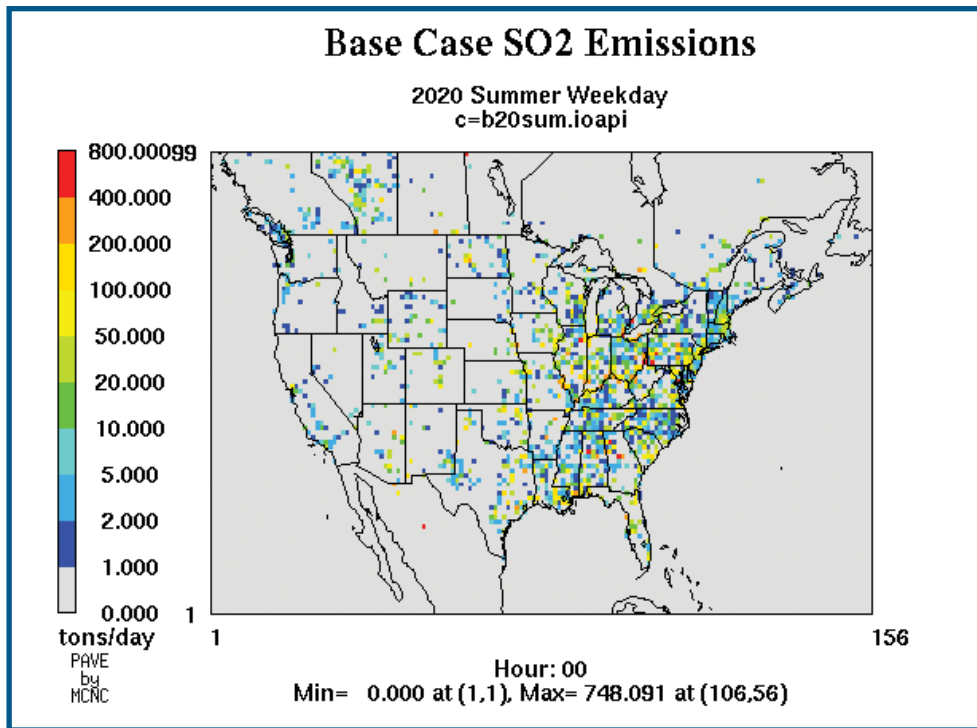 Base Case SO2 Emissions
2020 Summer Weekday
c=b20sum.ioapi
800.000
400.000
200.000
100.000
50.000
20.000
10.000
5.000
2.000
1.000
0.000
tons/day
PAVE
by
MCNC
99
1
1 156
Hour: 00
Min= 0.000 at (1,1), Max= 748.091 at (106,56)